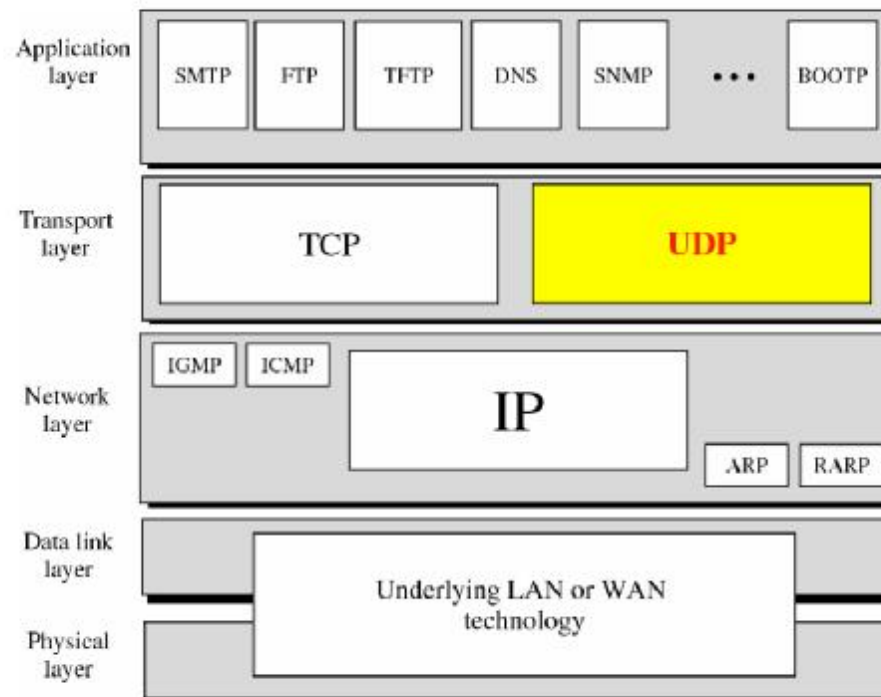 Application
layer
SMTP FTP TFTP DNS SNMP ••• BOOTP
Transport
layer
TCP UDP
IGMP ICMP
Network
layer
IP
ARP RARP
Data link
layer
Underlying LAN or WAN
technology
Physical
layer